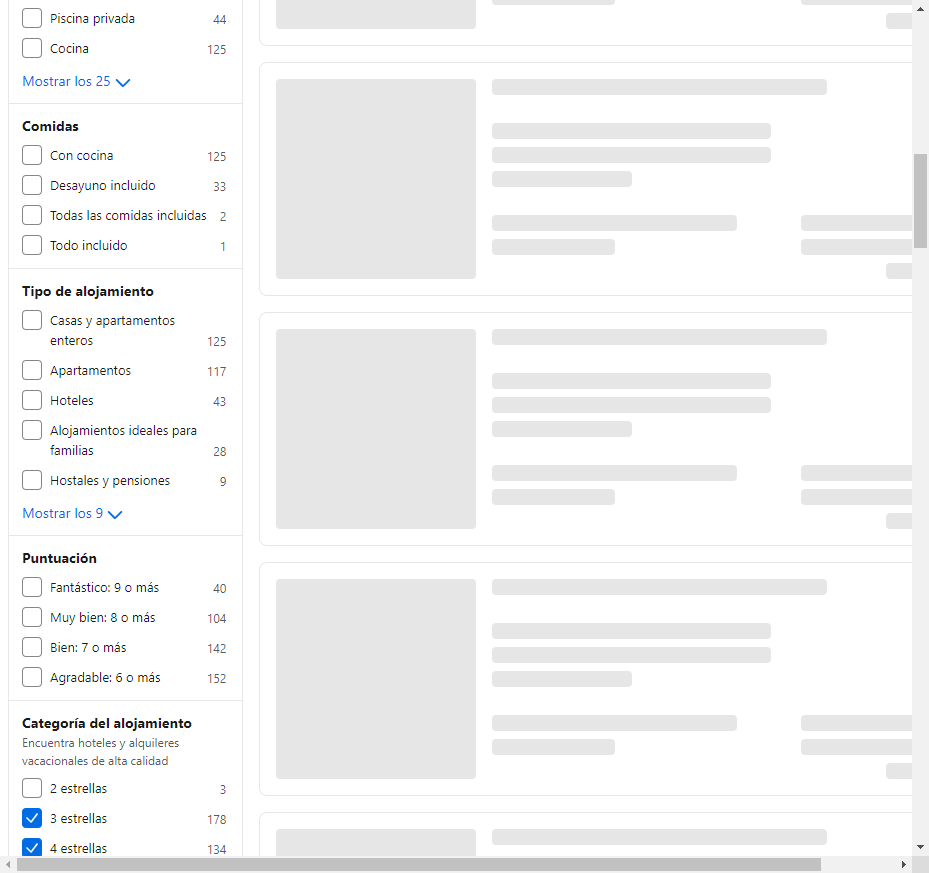 Piscina privada 44
Cocina 125
Mostrar los 25
Comidas
Con cocina 125
Desayuno incluido 33
Todas las comidas incluidas 2
Todo incluido 1
Tipo de alojamiento
Casas y apartamentos
enteros 125
Apartamentos 117
Hoteles 43
Alojamientos ideales para
familias 28
Hostales y pensiones 9
Mostrar los 9
Puntuación
Fantástico: 9 o más 40
Muy bien: 8 o más 104
Bien: 7 o más 142
Agradable: 6 o más 152
Categoría del alojamiento
Encuentra hoteles y alquileres
vacacionales de alta calidad
2 estrellas 3
3 estrellas 178
4 estrellas 134